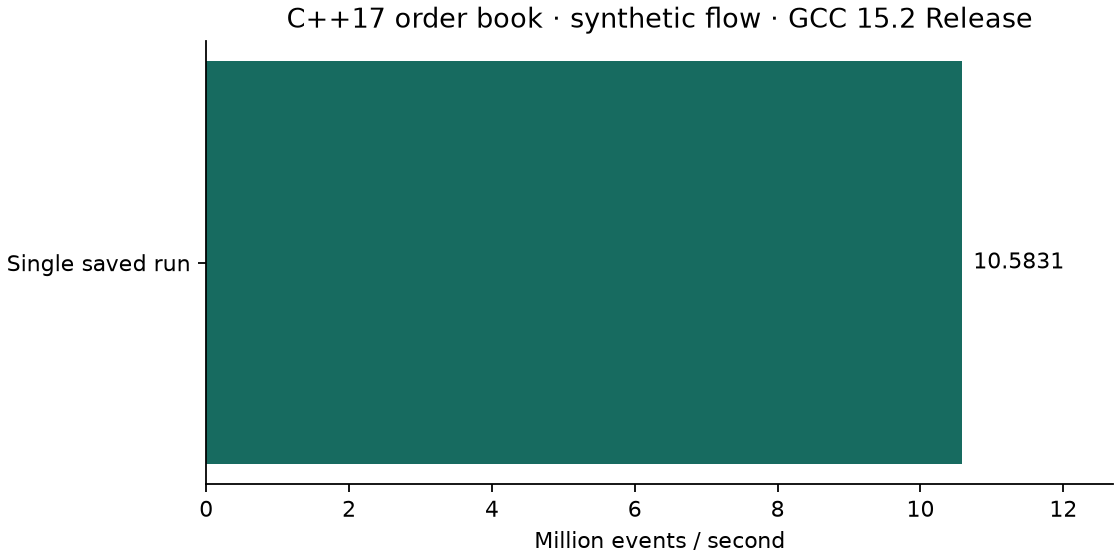 C++17 order book · synthetic flow · GCC 15.2 Release
Single saved run
10.5831
0 2 4 6 8 10 12
Million events / second